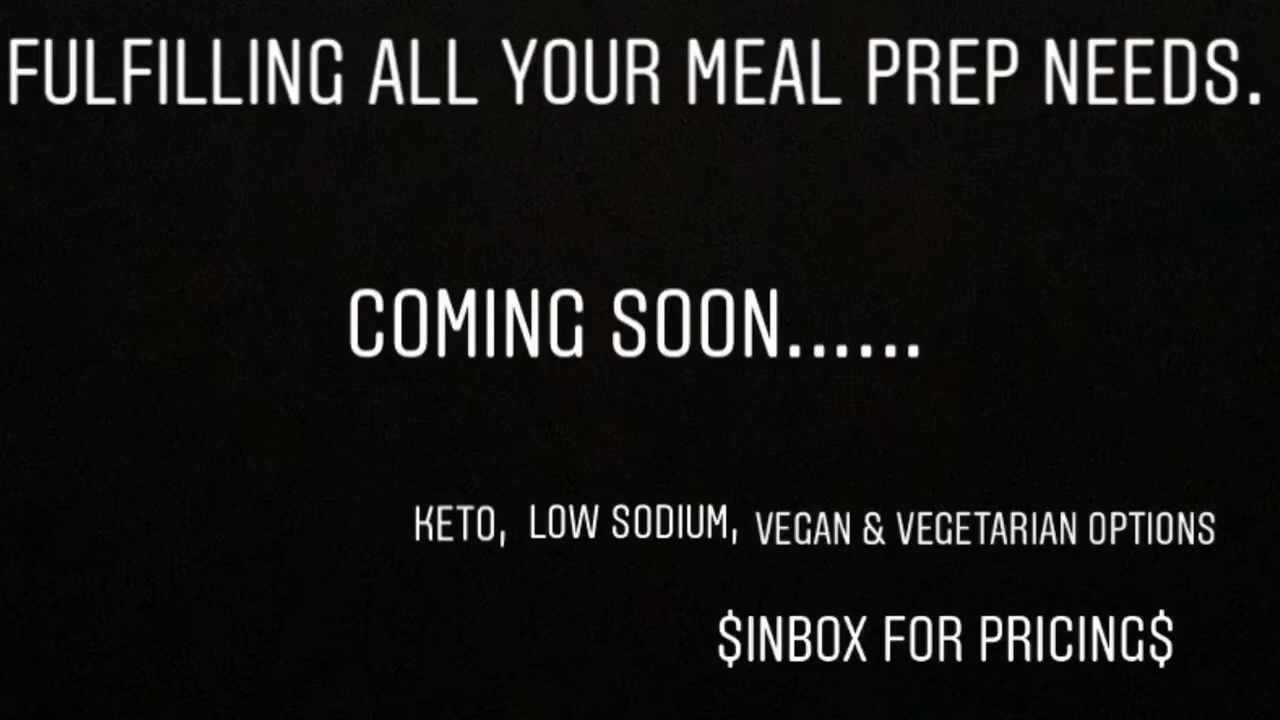 FULFILLING ALL YOUR MEAL PREP NEEDS.
COMING SOON......
KETO, LOW SODIUM, VEGAN & VEGETARIAN OPTIONS
$INBOX FOR PRICING$